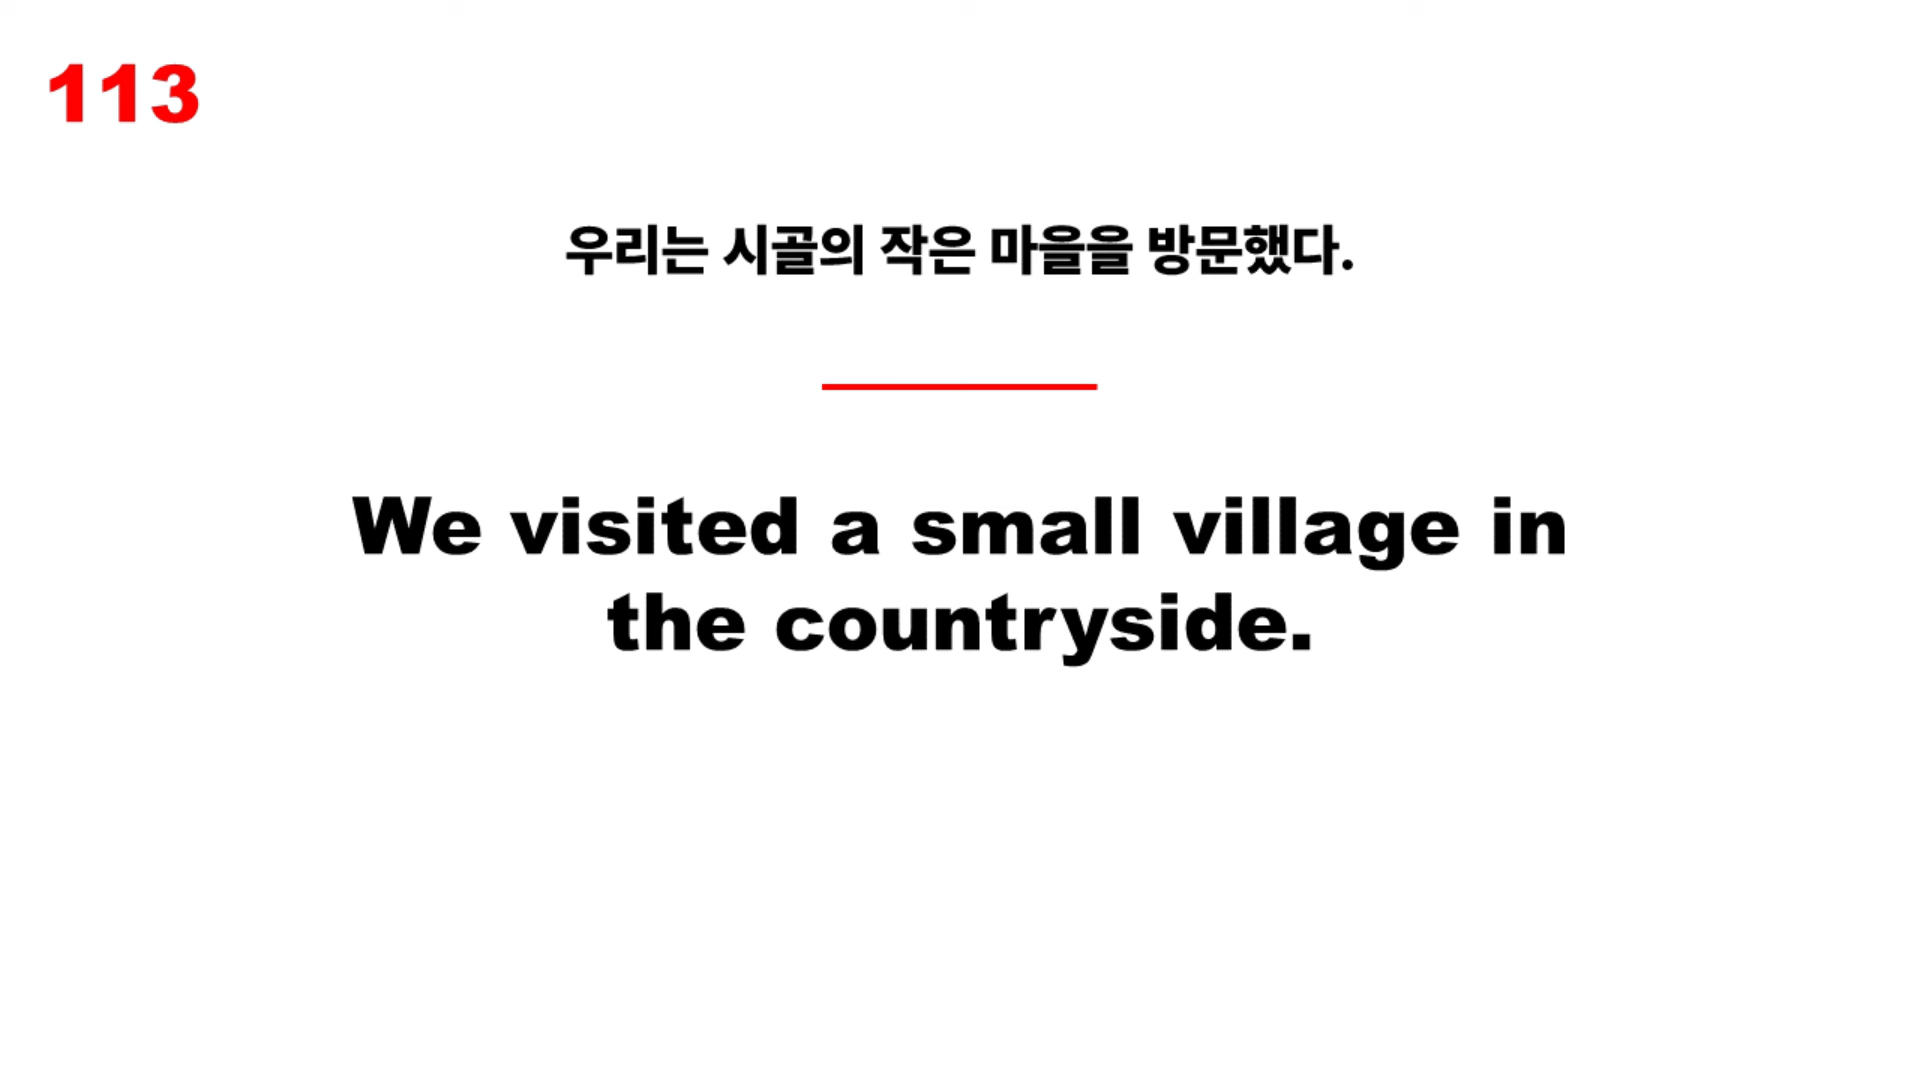 113
우리는 시골의 작은 마을을 방문했다.
We visited a small village in
the countryside.